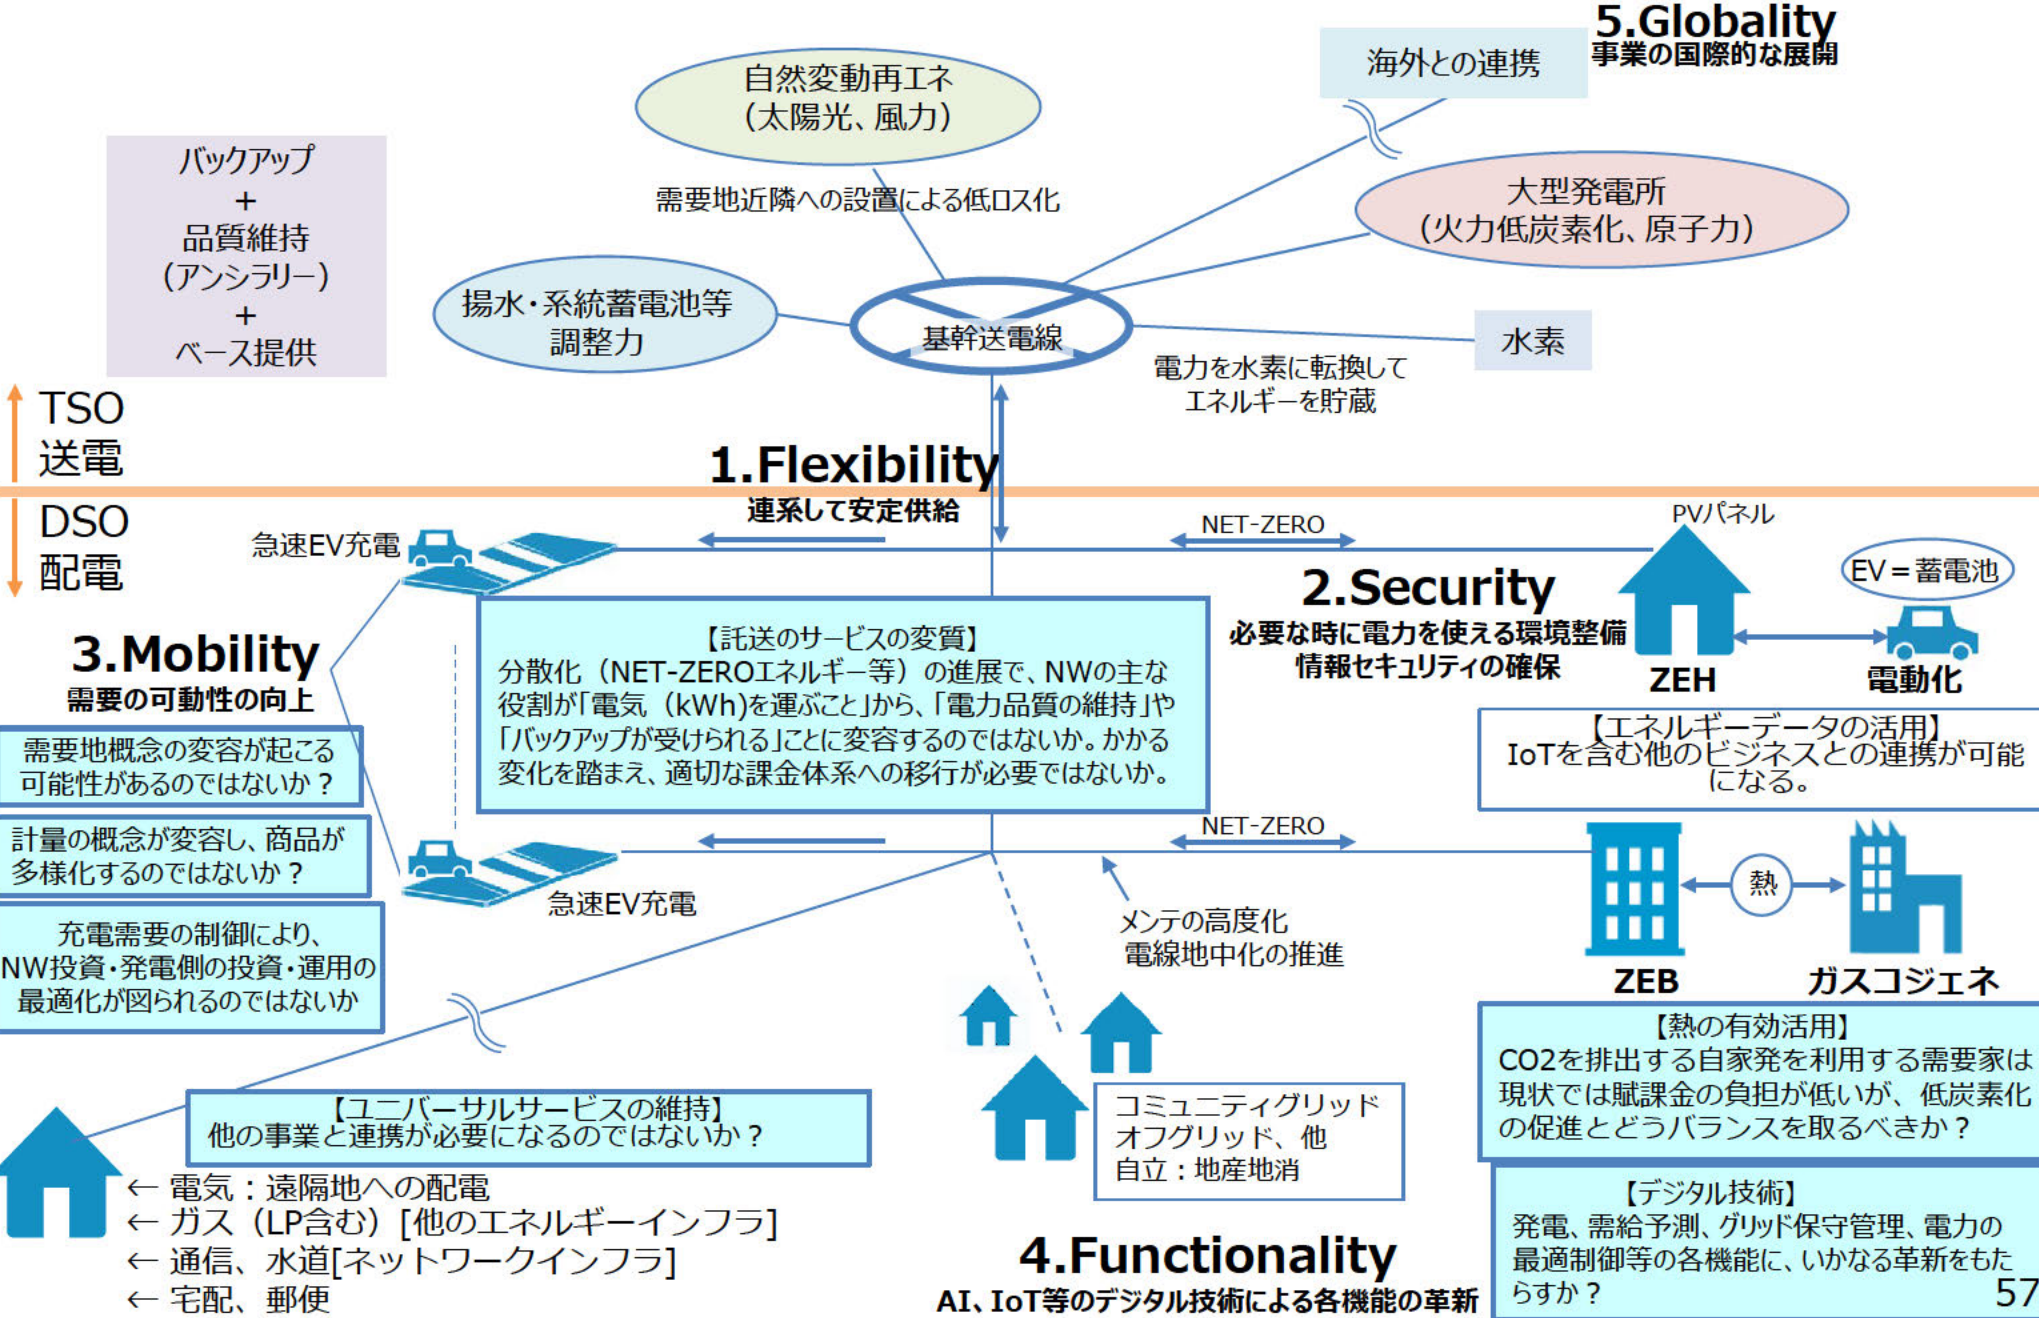 5.Globality
事業の国際的な展開
海外との連携
自然変動再エネ
(太陽光、風力)
需要地近隣への設置による低ロス化
大型発電所
(火力低炭素化、原子力)
バックアップ
+
品質維持
(アンシラリー)
+
ベース提供
揚水・系統蓄電池等
調整力
基幹送電線
水素
電力を水素に転換して
エネルギーを貯蔵
TSO
送電
DSO
配電
1.Flexibility
連系して安定供給
急速EV充電
NET-ZERO
PVパネル
EV=蓄電池
2.Security
必要な時に電力を使える環境整備
情報セキュリティの確保
ZEH
電動化
3.Mobility
需要の可動性の向上
需要地概念の変容が起こる
可能性があるのではないか?
計量の概念が変容し、商品が
多様化するのではないか?
充電需要の制御により、
NW投資・発電側の投資・運用の
最適化が図られるのではないか
【託送のサービスの変質】
分散化(NET-ZEROエネルギー等)の進展で、NWの主な
役割が「電気(kWh)を運ぶこと」から、「電力品質の維持」や
「バックアップが受けられる」ことに変容するのではないか。かかる
変化を踏まえ、適切な課金体系への移行が必要ではないか。
【エネルギーデータの活用】
IoTを含む他のビジネスとの連携が可能
になる。
NET-ZERO
急速EV充電
メンテの高度化
電線地中化の推進
熱
ZEB
ガスコジェネ
【熱の有効活用】
CO2を排出する自家発を利用する需要家は
現状では賦課金の負担が低いが、低炭素化
の促進とどうバランスを取るべきか?
【ユニバーサルサービスの維持】
他の事業と連携が必要になるのではないか?
コミュニティグリッド
オフグリッド、他
自立:地産地消
← 電気:遠隔地への配電
← ガス(LP含む)[他のエネルギーインフラ]
← 通信、水道[ネットワークインフラ]
← 宅配、郵便
4.Functionality
AI、IoT等のデジタル技術による各機能の革新
【デジタル技術】
発電、需給予測、グリッド保守管理、電力の
最適制御等の各機能に、いかなる革新をもた
らすか?
57